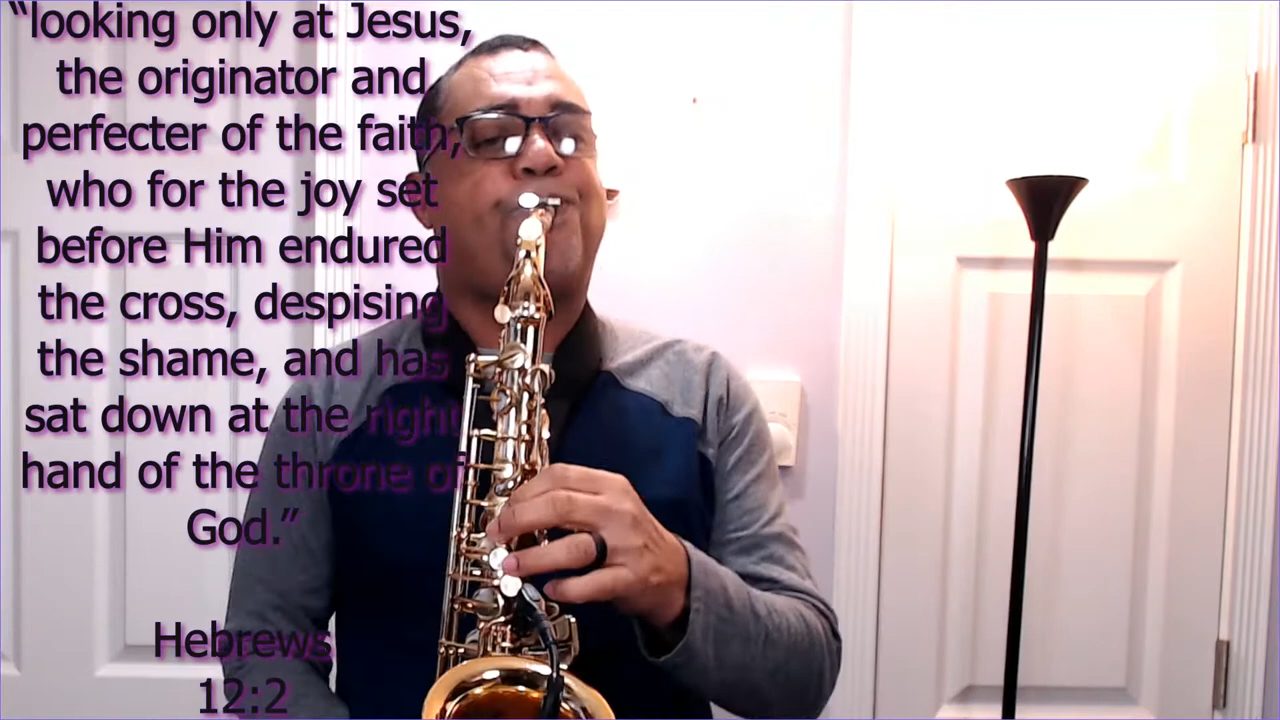 “looking only at Jesus,
the originator and
perfecter of the faith;
who for the joy set
before Him endured
the cross, despising
the shame, and has
sat down at the right
hand of the throne of
God.”
Hebrews
12:2